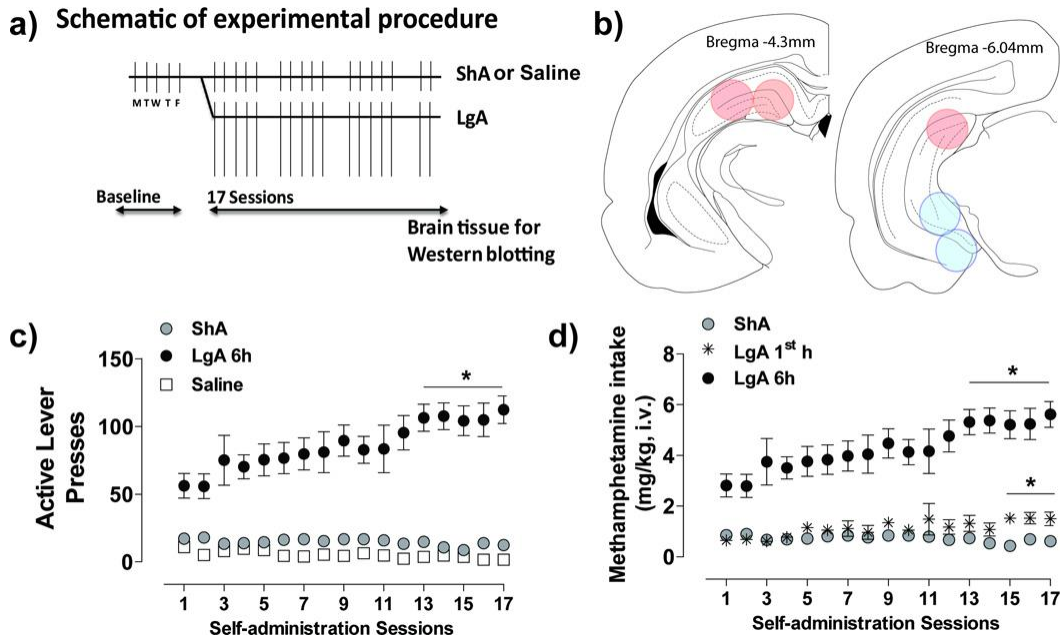 a) Schematic of experimental procedure
ShA or Saline
M T W T F
LgA
Baseline
17 Sessions
Brain tissue for
Western blotting
b)
Bregma -4.3mm
Bregma -6.04mm
c)
ShA
LgA 6h
Saline
Active Lever
Presses
150
100
50
0
1 3 5 7 9 11 13 15 17
*
Self-administration Sessions
d)
ShA
LgA 1st h
LgA 6h
Methamphetamine intake
(mg/kg, i.v.)
8
6
4
2
0
*
*
1 3 5 7 9 11 13 15 17
Self-administration Sessions